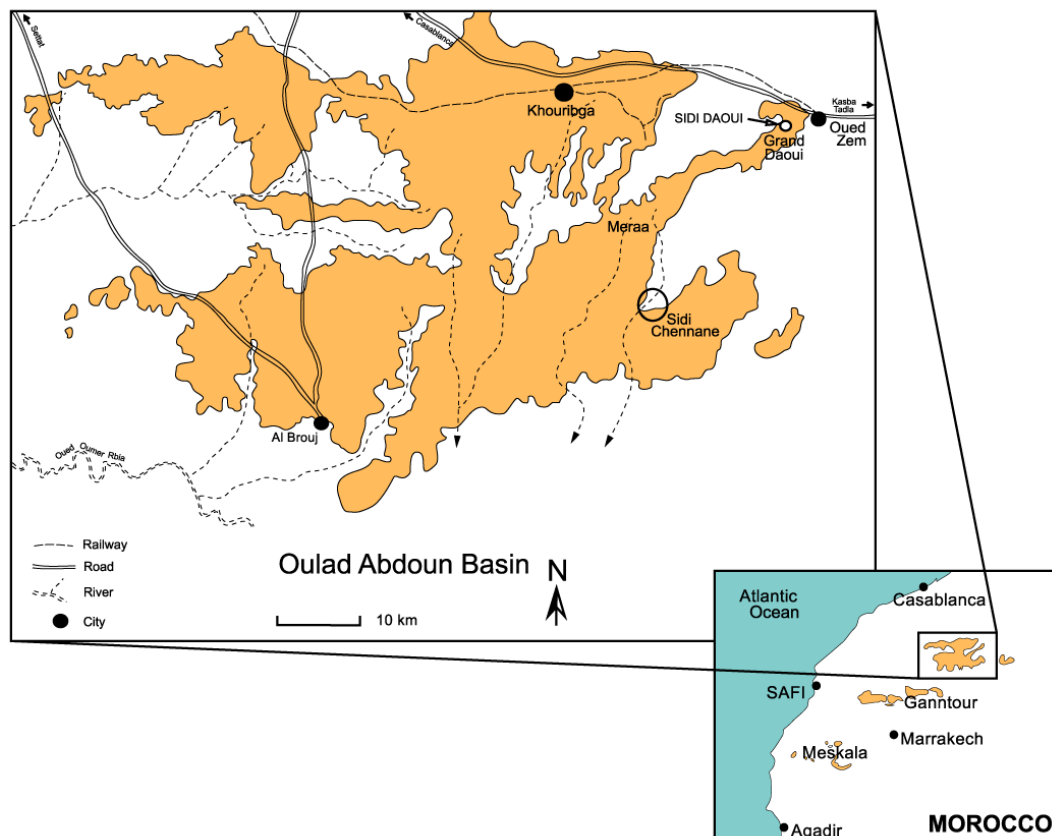 Settat
Casablanca
Khouribga
SIDI DAOUI
Grand
Daoui
Kasba
Tadla
Oued
Zem
Meraa
Sidi
Chennane
Al Brouj
Oued Oumer Rbia
Railway
Road
River
City
Oulad Abdoun Basin
N
10 km
Atlantic
Ocean
Casablanca
SAFI
Ganntour
Marrakech
Meskala
Agadir
MOROCCO